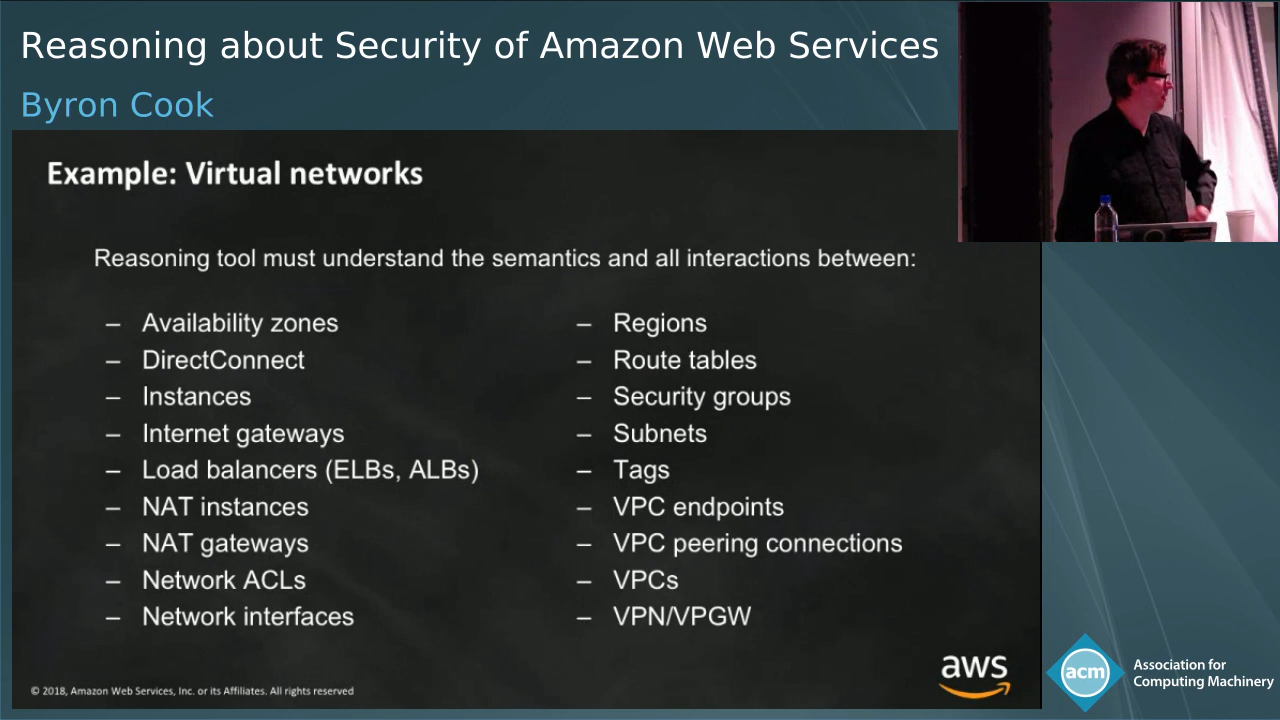 Reasoning about Security of Amazon Web Services
Byron Cook
Example: Virtual networks
Reasoning tool must understand the semantics and all interactions between:
– Availability zones
– DirectConnect
– Instances
– Internet gateways
– Load balancers (ELBs, ALBs)
– NAT instances
– NAT gateways
– Network ACLs
– Network interfaces
– Regions
– Route tables
– Security groups
– Subnets
– Tags
– VPC endpoints
– VPC peering connections
– VPCs
– VPN/VPGW
© 2018, Amazon Web Services, Inc. or its Affiliates. All rights reserved
aws
acm
Association for
Computing Machinery